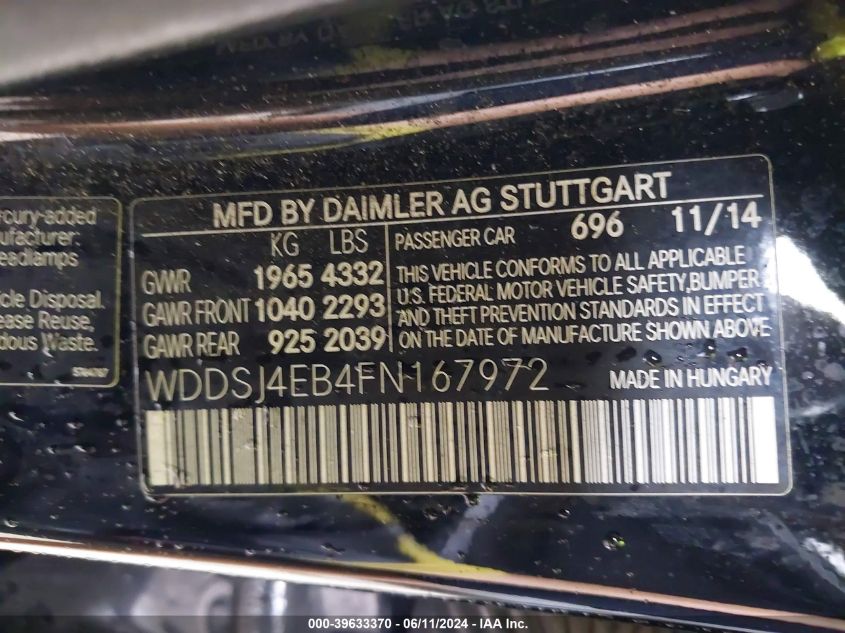 rcury-added
ufacturer:
eadlamps
icle Disposal.
ease Reuse,
dous Waste.
MFD BY DAIMLER AG STUTTGART
KG LBS
GVWR 1965 4332
GAWR FRONT 1040 2293
GAWR REAR 925 2039
PASSENGER CAR 696 11/14
THIS VEHICLE CONFORMS TO ALL APPLICABLE
U.S. FEDERAL MOTOR VEHICLE SAFETY, BUMPER
AND THEFT PREVENTION STANDARDS IN EFFECT
ON THE DATE OF MANUFACTURE SHOWN ABOVE
WDDSJ4EB4FN167972 MADE IN HUNGARY
000-39633370 - 06/11/2024 - IAA Inc.